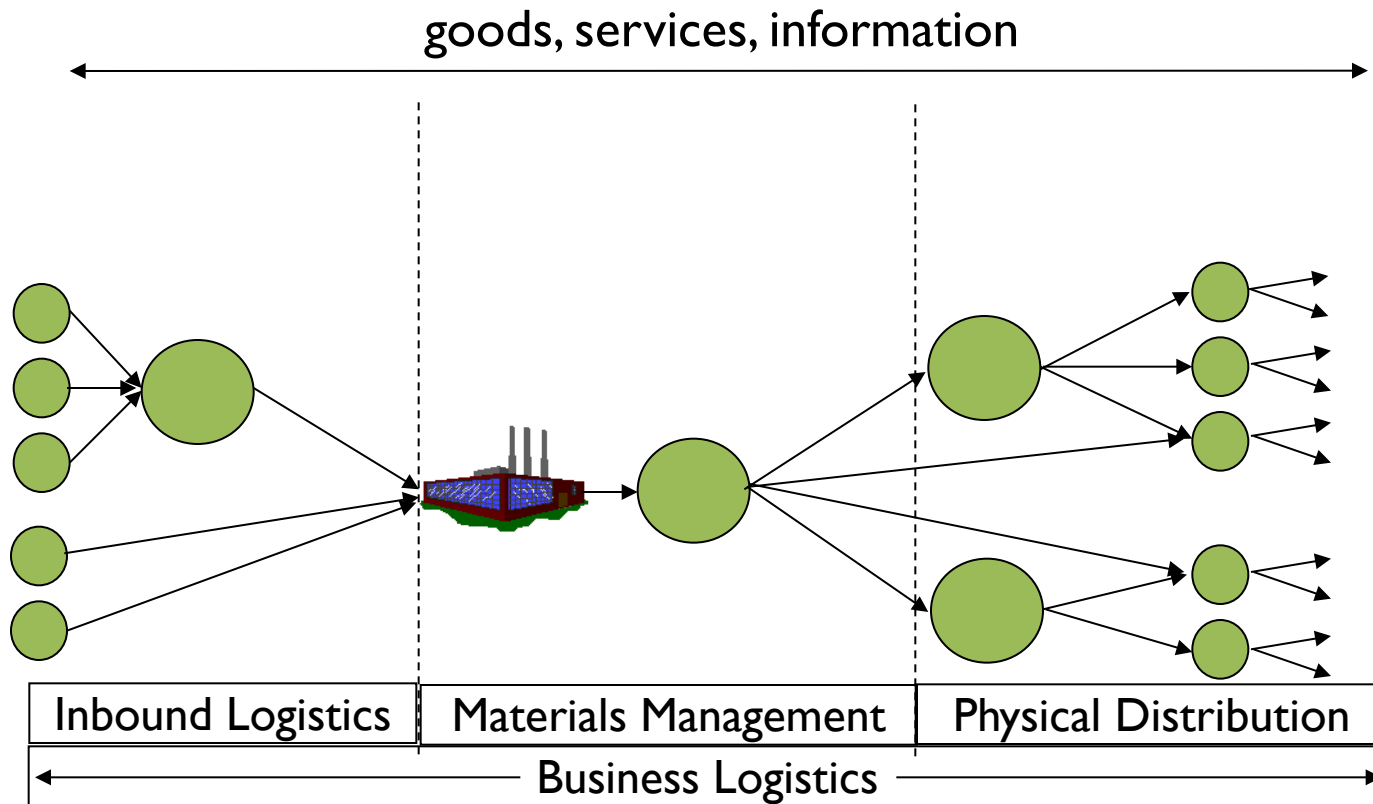 goods, services, information
Inbound Logistics
Materials Management
Physical Distribution
Business Logistics